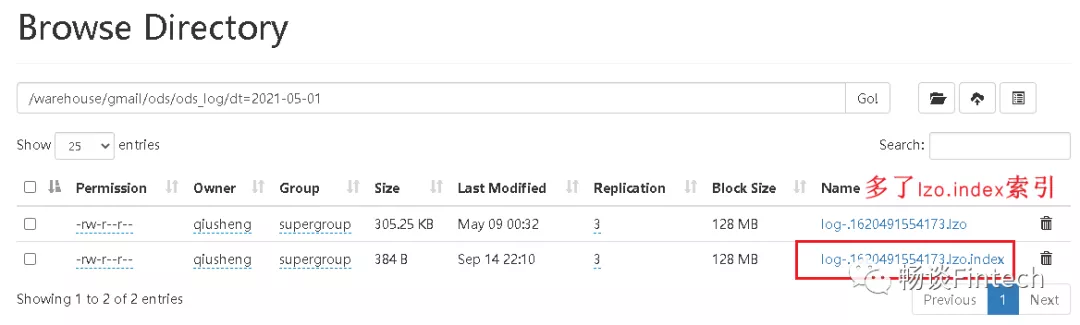 Browse Directory
/warehouse/gmail/ods/ods_log/dt=2021-05-01 Go!
Show 25 entries Search:
Permission Owner Group Size Last Modified Replication Block Size Name 多了lzo.index索引
-rw-r--r-- qiusheng supergroup 305.25 KB May 09 00:32 3 128 MB log-.1620491554173.lzo
-rw-r--r-- qiusheng supergroup 384 B Sep 14 22:10 3 128 MB log-.1620491554173.lzo.index
畅谈Fintech
Showing 1 to 2 of 2 entries Previous 1 Next